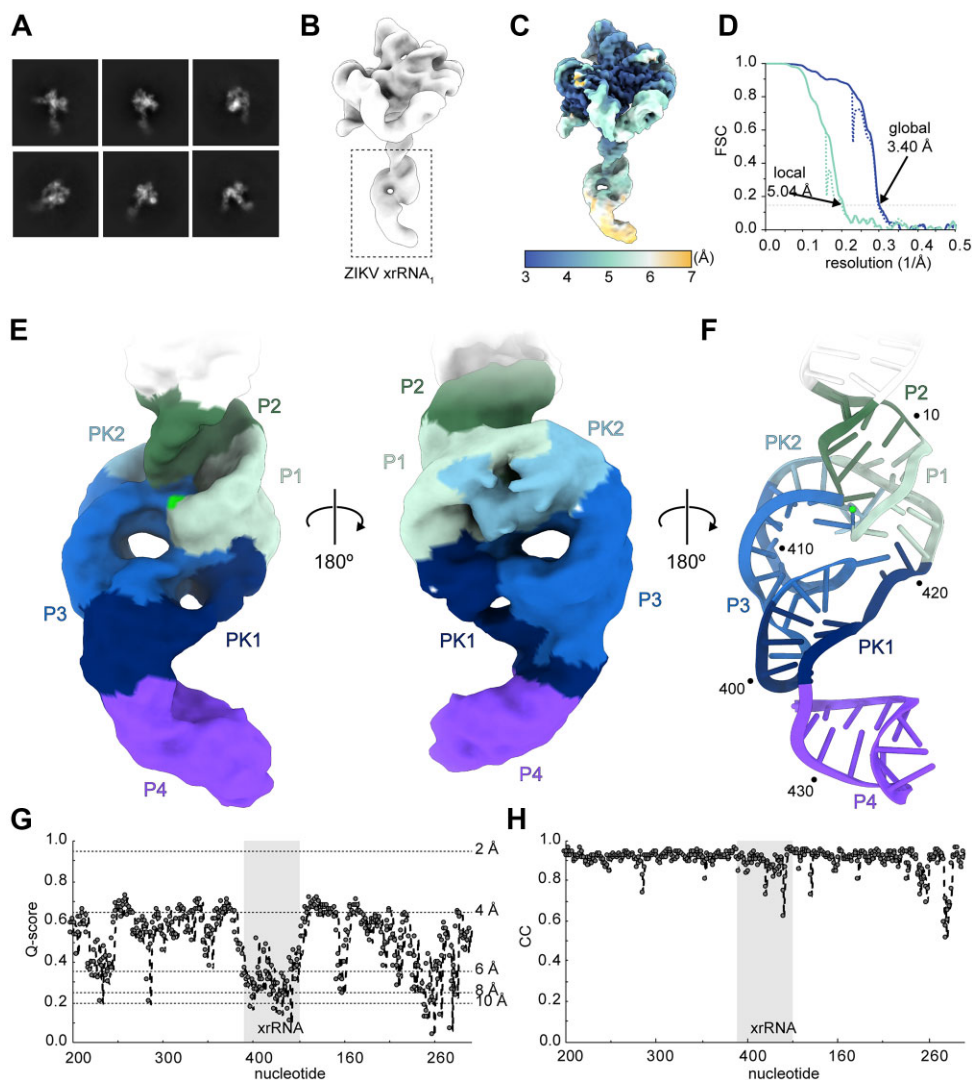 A
B
ZIKV xrRNA1
C
(Å)
3 4 5 6 7
D
FSC
1.0
0.8
0.6
0.4
0.2
0.0
global
3.40 Å
local
5.04 Å
0.0 0.1 0.2 0.3 0.4 0.5
resolution (1/Å)
E
P2
PK2
P1
P3
PK1
P4
180º
P2
PK2
P1
P3
PK1
P4
180º
F
P2
10
PK2
P1
410
420
P3
PK1
400
430
P4
G
Q-score
1.0
0.8
0.6
0.4
0.2
0.0
2 Å
4 Å
6 Å
8 Å
10 Å
xrRNA
200 300 400 160 260
nucleotide
H
CC
1.0
0.8
0.6
0.4
0.2
0.0
xrRNA
200 300 400 160 260
nucleotide